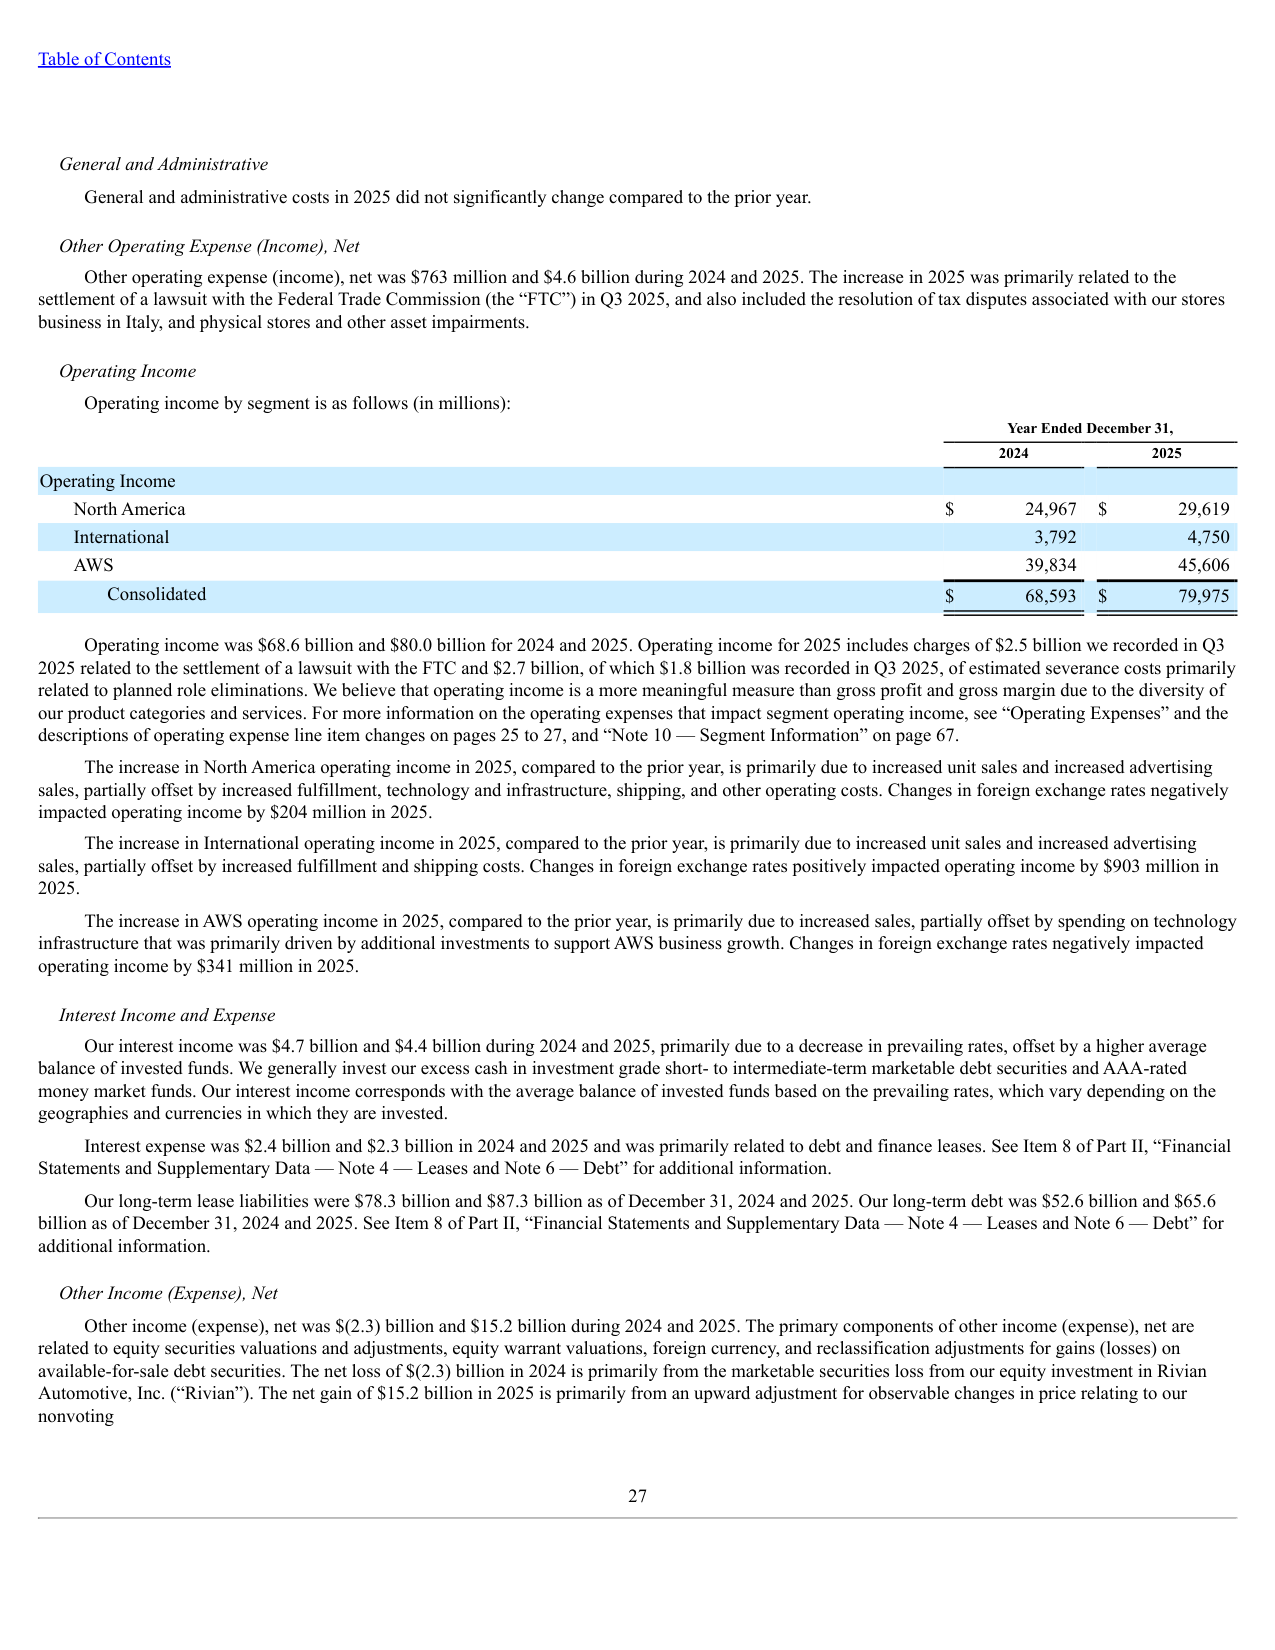 Table of Contents
General and Administrative
General and administrative costs in 2025 did not significantly change compared to the prior year.
Other Operating Expense (Income), Net
Other operating expense (income), net was $763 million and $4.6 billion during 2024 and 2025. The increase in 2025 was primarily related to the
settlement of a lawsuit with the Federal Trade Commission (the “FTC”) in Q3 2025, and also included the resolution of tax disputes associated with our stores
business in Italy, and physical stores and other asset impairments.
Operating Income
Operating income by segment is as follows (in millions):
Year Ended December 31,
2024 2025
Operating Income
North America $ 24,967 $ 29,619
International 3,792 4,750
AWS 39,834 45,606
Consolidated $ 68,593 $ 79,975
Operating income was $68.6 billion and $80.0 billion for 2024 and 2025. Operating income for 2025 includes charges of $2.5 billion we recorded in Q3
2025 related to the settlement of a lawsuit with the FTC and $2.7 billion, of which $1.8 billion was recorded in Q3 2025, of estimated severance costs primarily
related to planned role eliminations. We believe that operating income is a more meaningful measure than gross profit and gross margin due to the diversity of
our product categories and services. For more information on the operating expenses that impact segment operating income, see “Operating Expenses” and the
descriptions of operating expense line item changes on pages 25 to 27, and “Note 10 — Segment Information” on page 67.
The increase in North America operating income in 2025, compared to the prior year, is primarily due to increased unit sales and increased advertising
sales, partially offset by increased fulfillment, technology and infrastructure, shipping, and other operating costs. Changes in foreign exchange rates negatively
impacted operating income by $204 million in 2025.
The increase in International operating income in 2025, compared to the prior year, is primarily due to increased unit sales and increased advertising
sales, partially offset by increased fulfillment and shipping costs. Changes in foreign exchange rates positively impacted operating income by $903 million in
2025.
The increase in AWS operating income in 2025, compared to the prior year, is primarily due to increased sales, partially offset by spending on technology
infrastructure that was primarily driven by additional investments to support AWS business growth. Changes in foreign exchange rates negatively impacted
operating income by $341 million in 2025.
Interest Income and Expense
Our interest income was $4.7 billion and $4.4 billion during 2024 and 2025, primarily due to a decrease in prevailing rates, offset by a higher average
balance of invested funds. We generally invest our excess cash in investment grade short- to intermediate-term marketable debt securities and AAA-rated
money market funds. Our interest income corresponds with the average balance of invested funds based on the prevailing rates, which vary depending on the
geographies and currencies in which they are invested.
Interest expense was $2.4 billion and $2.3 billion in 2024 and 2025 and was primarily related to debt and finance leases. See Item 8 of Part II, “Financial
Statements and Supplementary Data — Note 4 — Leases and Note 6 — Debt” for additional information.
Our long-term lease liabilities were $78.3 billion and $87.3 billion as of December 31, 2024 and 2025. Our long-term debt was $52.6 billion and $65.6
billion as of December 31, 2024 and 2025. See Item 8 of Part II, “Financial Statements and Supplementary Data — Note 4 — Leases and Note 6 — Debt” for
additional information.
Other Income (Expense), Net
Other income (expense), net was $(2.3) billion and $15.2 billion during 2024 and 2025. The primary components of other income (expense), net are
related to equity securities valuations and adjustments, equity warrant valuations, foreign currency, and reclassification adjustments for gains (losses) on
available-for-sale debt securities. The net loss of $(2.3) billion in 2024 is primarily from the marketable securities loss from our equity investment in Rivian
Automotive, Inc. (“Rivian”). The net gain of $15.2 billion in 2025 is primarily from an upward adjustment for observable changes in price relating to our
nonvoting
27